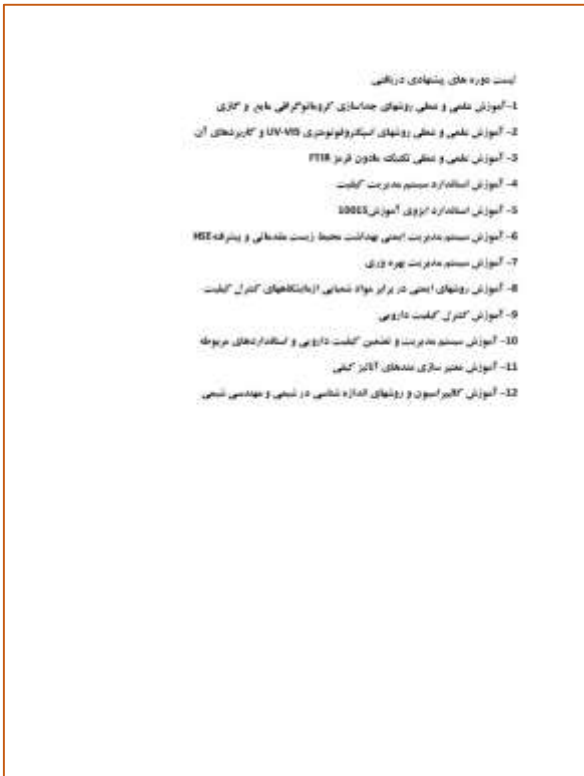 لیست دوره های پیشنهادی دریافتی
1- آموزش علمی و عملی روشهای جداسازی کروماتوگرافی مایع و گازی
2- آموزش علمی و عملی روشهای اسپکتروفوتومتری UV-VIS و کاربردهای آن
3- آموزش علمی و عملی تکنیک مادون قرمز FTIR
4- آموزش استاندارد سیستم مدیریت کیفیت
5- آموزش استاندارد ایزوی آموزش10015
6- آموزش سیستم مدیریت ایمنی بهداشت محیط زیست مقدماتی و پیشرفتهHSE
7- آموزش سیستم مدیریت بهره وری
8- آموزش روشهای ایمنی در برابر مواد شیمیایی ازمایشگاههای کنترل کیفیت
9- آموزش کنترل کیفیت دارویی
10- آموزش سیستم مدیریت و تضمین کیفیت دارویی و استانداردهای مربوطه
11- آموزش معتبر سازی متدهای آنالیز کیفی
12- آموزش کالیبراسیون و روشهای اندازه شناسی در شیمی و مهندسی شیمی